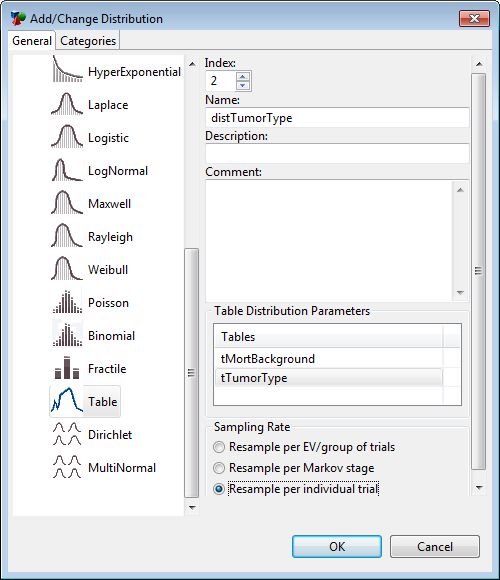 Add/Change Distribution
General
Categories
HyperExponential
Laplace
Logistic
LogNormal
Maxwell
Rayleigh
Weibull
Poisson
Binomial
Fractile
Table
Dirichlet
MultiNormal
Index:
2
Name:
distTumorType
Description:
Comment:
Table Distribution Parameters
Tables
tMortBackground
tTumorType
Sampling Rate
Resample per EV/group of trials
Resample per Markov stage
Resample per individual trial
OK
Cancel